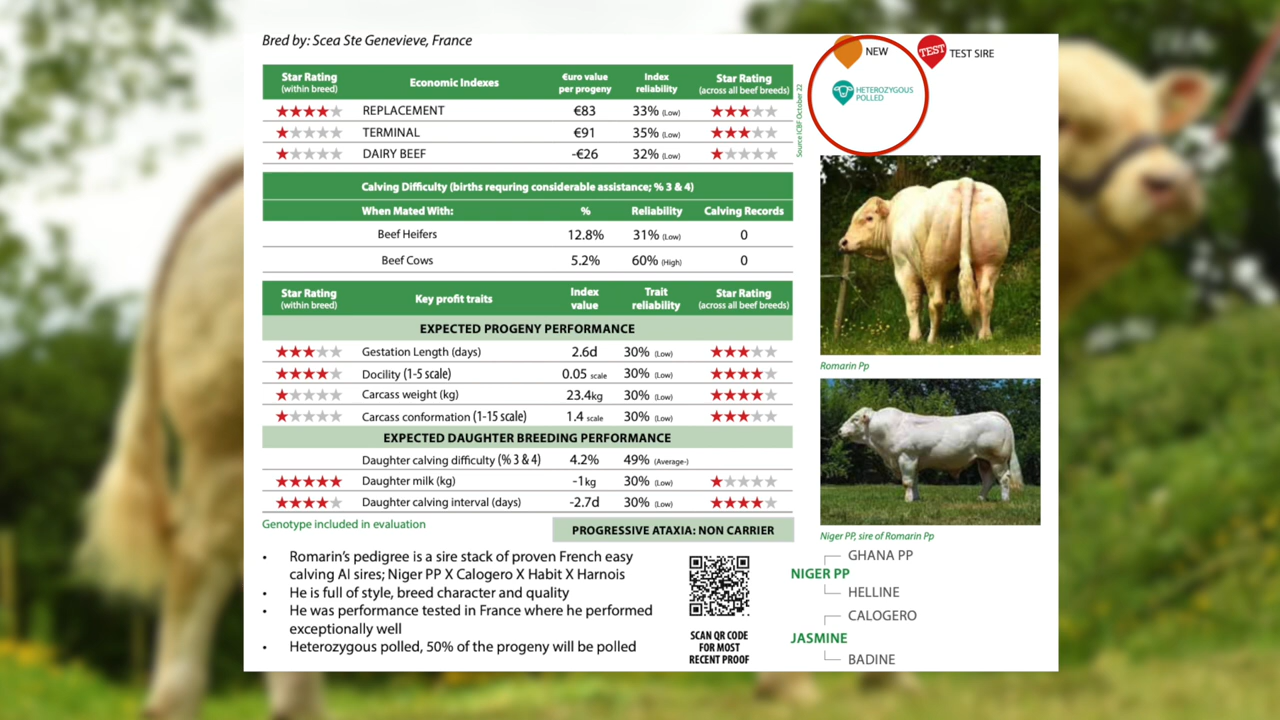 Bred by: Scea Ste Genevieve, France
NEW
TEST
TEST SIRE
HETEROZYGOUS
POLLED
Source ICBF October 22
Star Rating (within breed) Economic Indexes €uro value per progeny Index reliability Star Rating (across all beef breeds)
REPLACEMENT €83 33% (Low)
TERMINAL €91 35% (Low)
DAIRY BEEF -€26 32% (Low)
Calving Difficulty (births requring considerable assistance; % 3 & 4)
When Mated With: % Reliability Calving Records
Beef Heifers 12.8% 31% (Low) 0
Beef Cows 5.2% 60% (High) 0
Star Rating (within breed) Key profit traits Index value Trait reliability Star Rating (across all beef breeds)
EXPECTED PROGENY PERFORMANCE
Gestation Length (days) 2.6d 30% (Low)
Docility (1-5 scale) 0.05 scale 30% (Low)
Carcass weight (kg) 23.4kg 30% (Low)
Carcass conformation (1-15 scale) 1.4 scale 30% (Low)
EXPECTED DAUGHTER BREEDING PERFORMANCE
Daughter calving difficulty (% 3 & 4) 4.2% 49% (Average-)
Daughter milk (kg) -1kg 30% (Low)
Daughter calving interval (days) -2.7d 30% (Low)
Genotype included in evaluation
PROGRESSIVE ATAXIA: NON CARRIER
• Romarin's pedigree is a sire stack of proven French easy
calving AI sires; Niger PP X Calogero X Habit X Harnois
• He is full of style, breed character and quality
• He was performance tested in France where he performed
exceptionally well
• Heterozygous polled, 50% of the progeny will be polled
SCAN QR CODE
FOR MOST
RECENT PROOF
Romarin Pp
Niger PP, sire of Romarin Pp
GHANA PP
NIGER PP
HELLINE
CALOGERO
JASMINE
BADINE